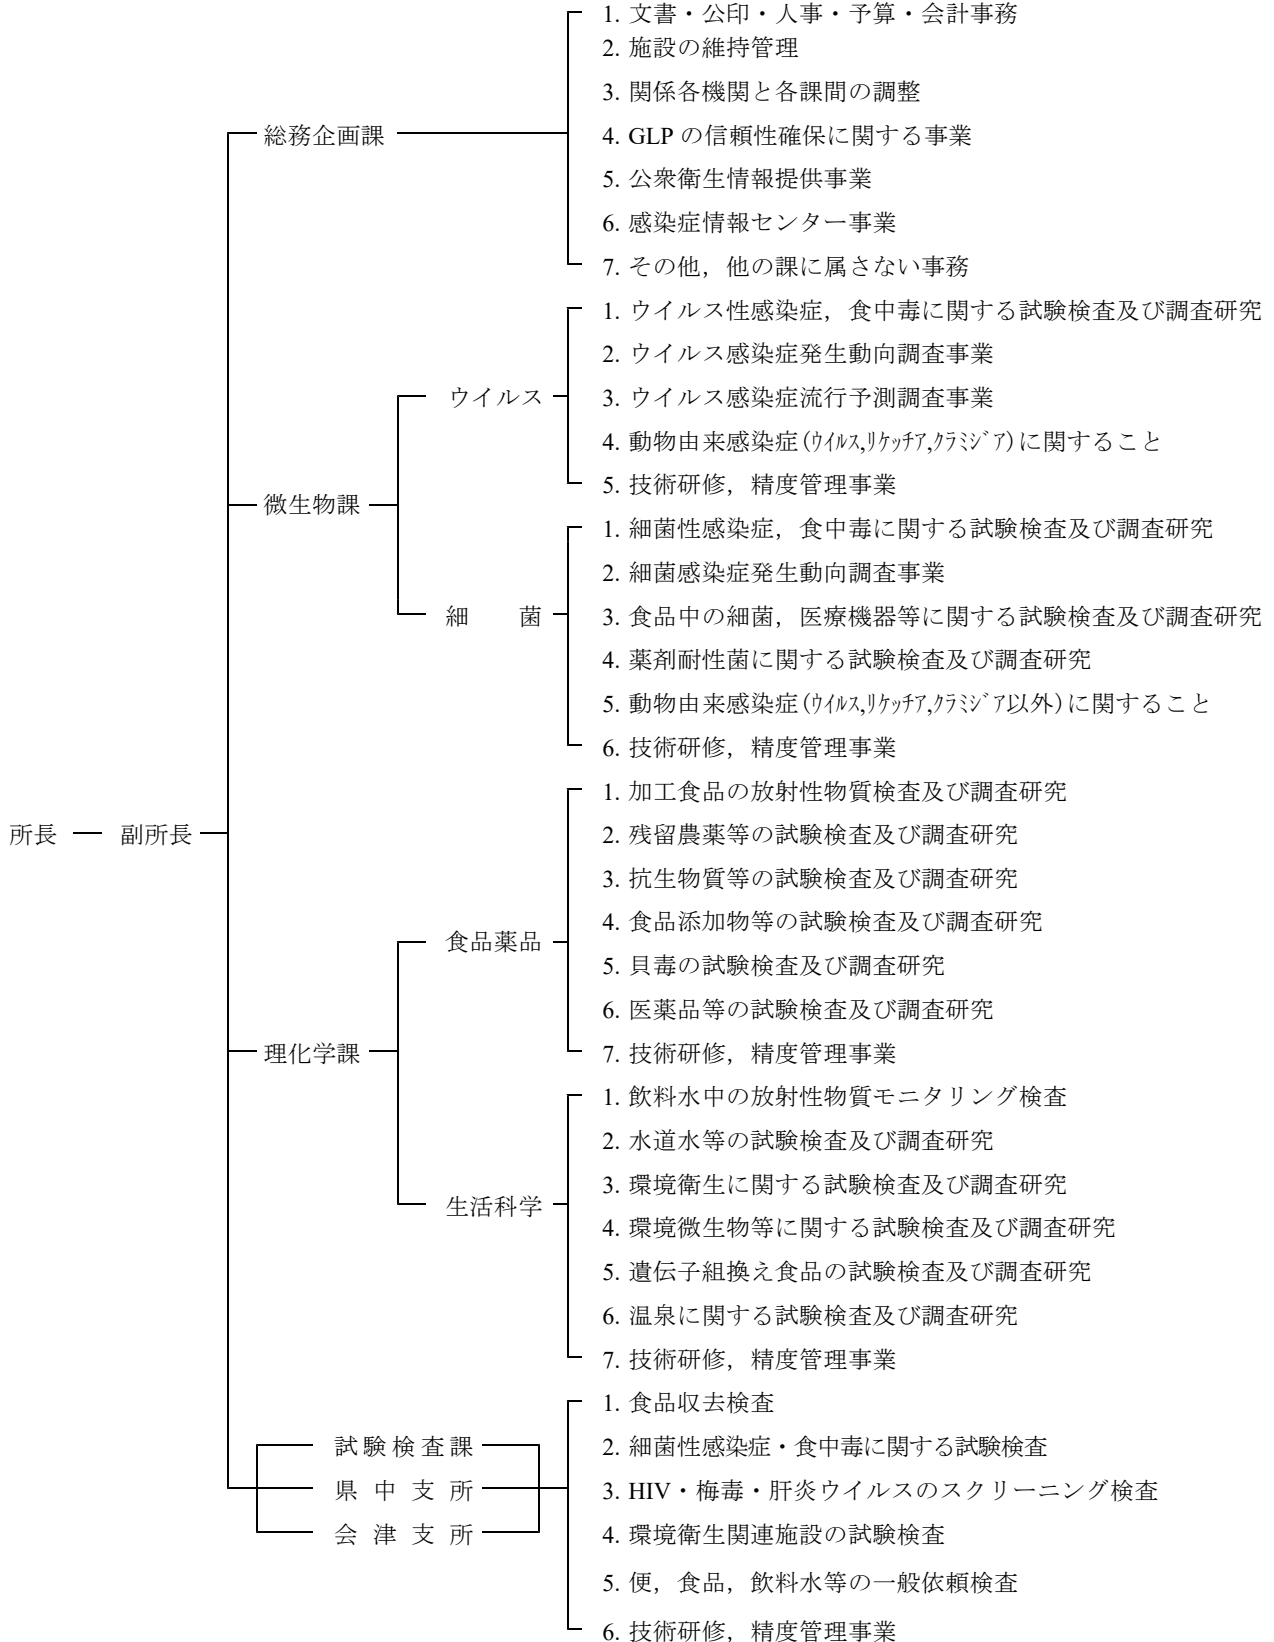 所長
副所長
総務企画課
1. 文書・公印・人事・予算・会計事務
2. 施設の維持管理
3. 関係各機関と各課間の調整
4. GLP の信頼性確保に関する事業
5. 公衆衛生情報提供事業
6. 感染症情報センター事業
7. その他，他の課に属さない事務
微生物課
ウイルス
1. ウイルス性感染症，食中毒に関する試験検査及び調査研究
2. ウイルス感染症発生動向調査事業
3. ウイルス感染症流行予測調査事業
4. 動物由来感染症(ｳｲﾙｽ,ﾘｹｯﾁｱ,ｸﾗﾐｼﾞｱ)に関すること
5. 技術研修，精度管理事業
細　菌
1. 細菌性感染症，食中毒に関する試験検査及び調査研究
2. 細菌感染症発生動向調査事業
3. 食品中の細菌，医療機器等に関する試験検査及び調査研究
4. 薬剤耐性菌に関する試験検査及び調査研究
5. 動物由来感染症(ｳｲﾙｽ,ﾘｹｯﾁｱ,ｸﾗﾐｼﾞｱ以外)に関すること
6. 技術研修，精度管理事業
理化学課
食品薬品
1. 加工食品の放射性物質検査及び調査研究
2. 残留農薬等の試験検査及び調査研究
3. 抗生物質等の試験検査及び調査研究
4. 食品添加物等の試験検査及び調査研究
5. 貝毒の試験検査及び調査研究
6. 医薬品等の試験検査及び調査研究
7. 技術研修，精度管理事業
生活科学
1. 飲料水中の放射性物質モニタリング検査
2. 水道水等の試験検査及び調査研究
3. 環境衛生に関する試験検査及び調査研究
4. 環境微生物等に関する試験検査及び調査研究
5. 遺伝子組換え食品の試験検査及び調査研究
6. 温泉に関する試験検査及び調査研究
7. 技術研修，精度管理事業
試験検査課
県中支所
会津支所
1. 食品収去検査
2. 細菌性感染症・食中毒に関する試験検査
3. HIV・梅毒・肝炎ウイルスのスクリーニング検査
4. 環境衛生関連施設の試験検査
5. 便，食品，飲料水等の一般依頼検査
6. 技術研修，精度管理事業